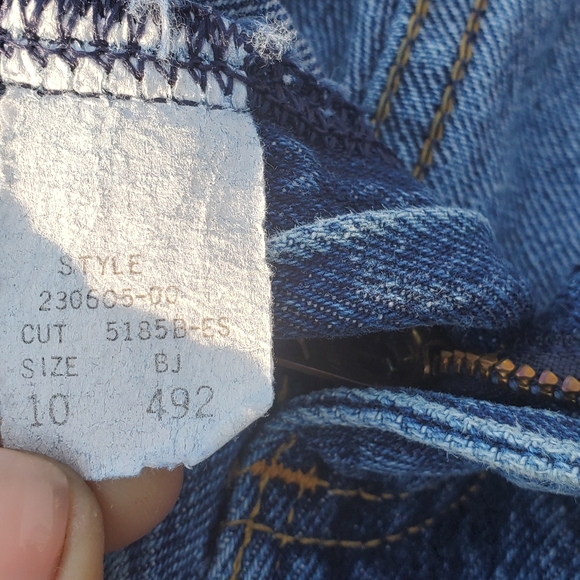 STYLE
230605-00
CUT 5185B-ES
SIZE BJ
10 492